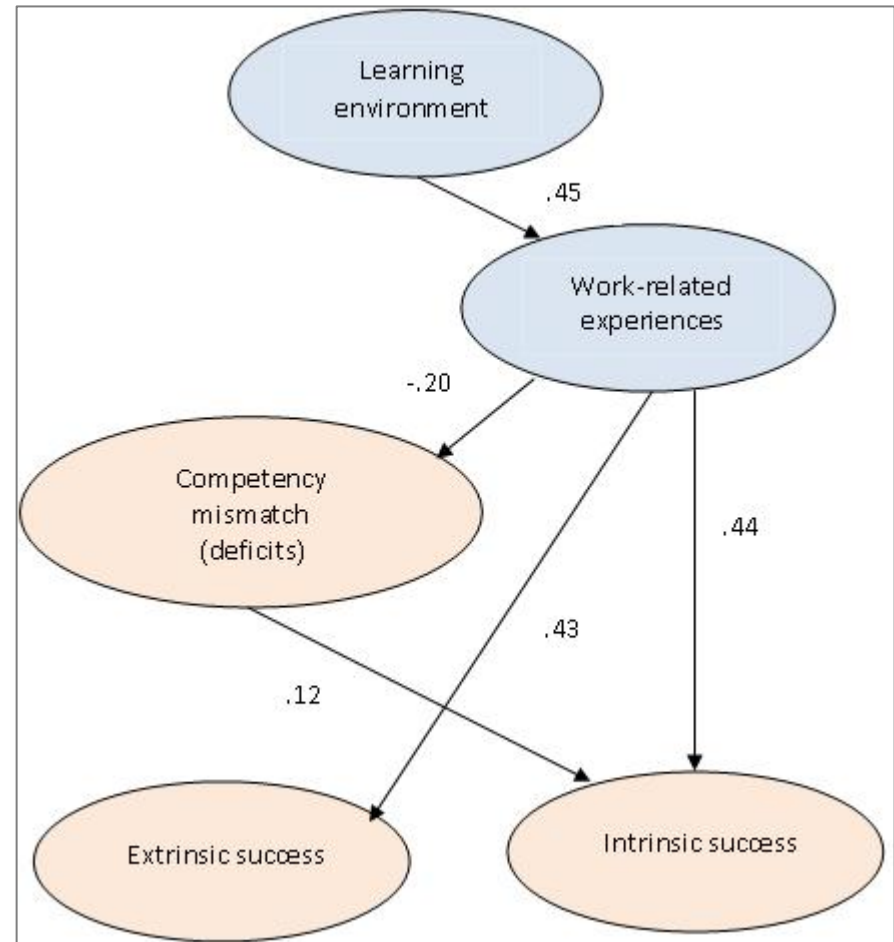 Learning
environment
.45
Work-related
experiences
-.20
Competency
mismatch
(deficits)
.44
.43
.12
Extrinsic success
Intrinsic success